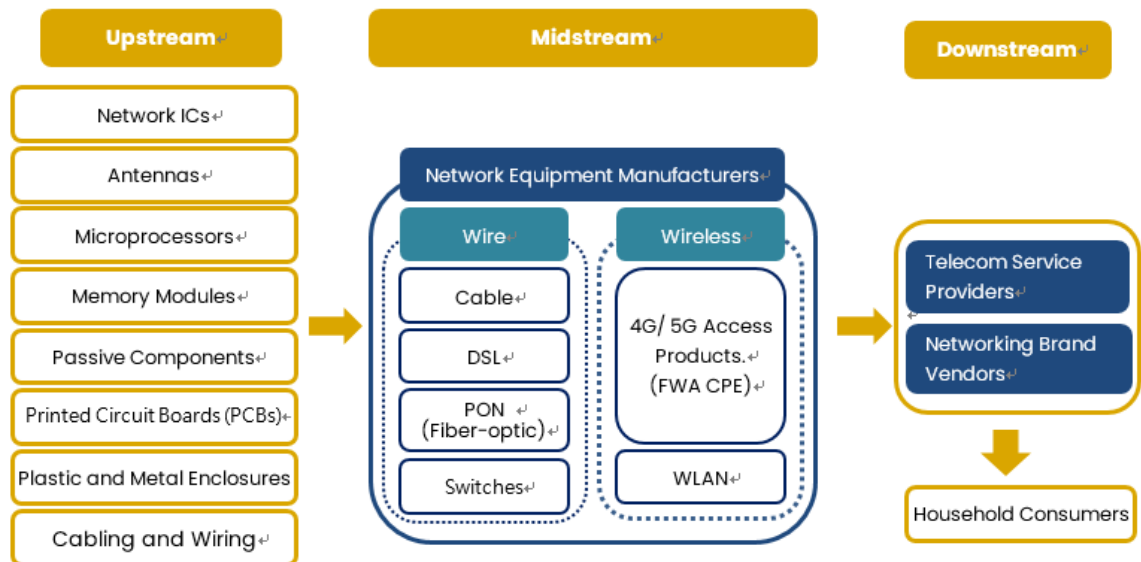 Upstream
Midstream
Downstream
Network ICs
Antennas
Microprocessors
Memory Modules
Passive Components
Printed Circuit Boards (PCBs)
Plastic and Metal Enclosures
Cabling and Wiring
Network Equipment Manufacturers
Wire
Cable
DSL
PON
(Fiber-optic)
Switches
Wireless
4G/ 5G Access
Products.
(FWA CPE)
WLAN
Telecom Service
Providers
Networking Brand
Vendors
Household Consumers